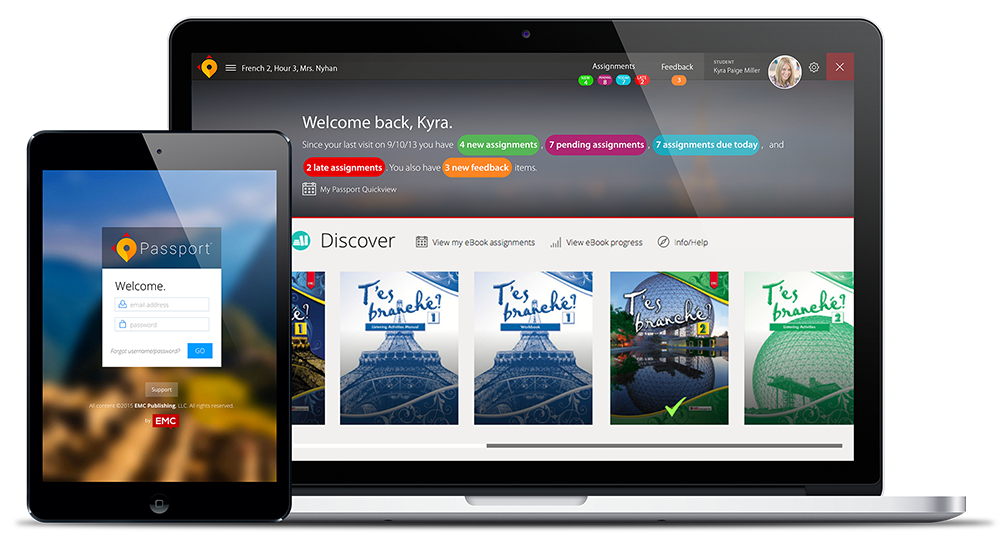 French 2, Hour 3, Mrs. Nyhan
Assignments
4
8
7
LATE
2
Feedback
3
STUDENT
Kyra Paige Miller
Welcome back, Kyra.
Since your last visit on 9/10/13 you have 4 new assignments , 7 pending assignments , 7 assignments due today , and
2 late assignments . You also have 3 new feedback items.
My Passport Quickview
Discover
View my eBook assignments
View eBook progress
Info/Help
branché?
1
T'es
branché?
1
Listening Activities Manual
T'es
branché?
1
Workbook
T'es
branché?
2
T'es
branché?
2
Listening Activities
Passport
Welcome.
email address
password
Forgot username/password?
GO
Support
All content ©2015 EMC Publishing, LLC. All rights reserved.
by EMC